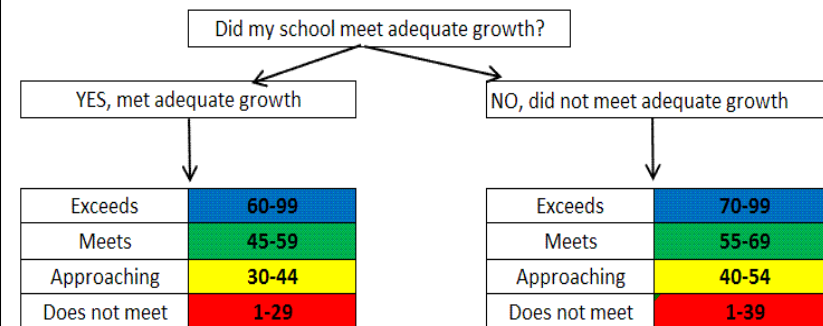 Did my school meet adequate growth?
YES, met adequate growth
NO, did not meet adequate growth
Exceeds 60-99
Meets 45-59
Approaching 30-44
Does not meet 1-29
Exceeds 70-99
Meets 55-69
Approaching 40-54
Does not meet 1-39